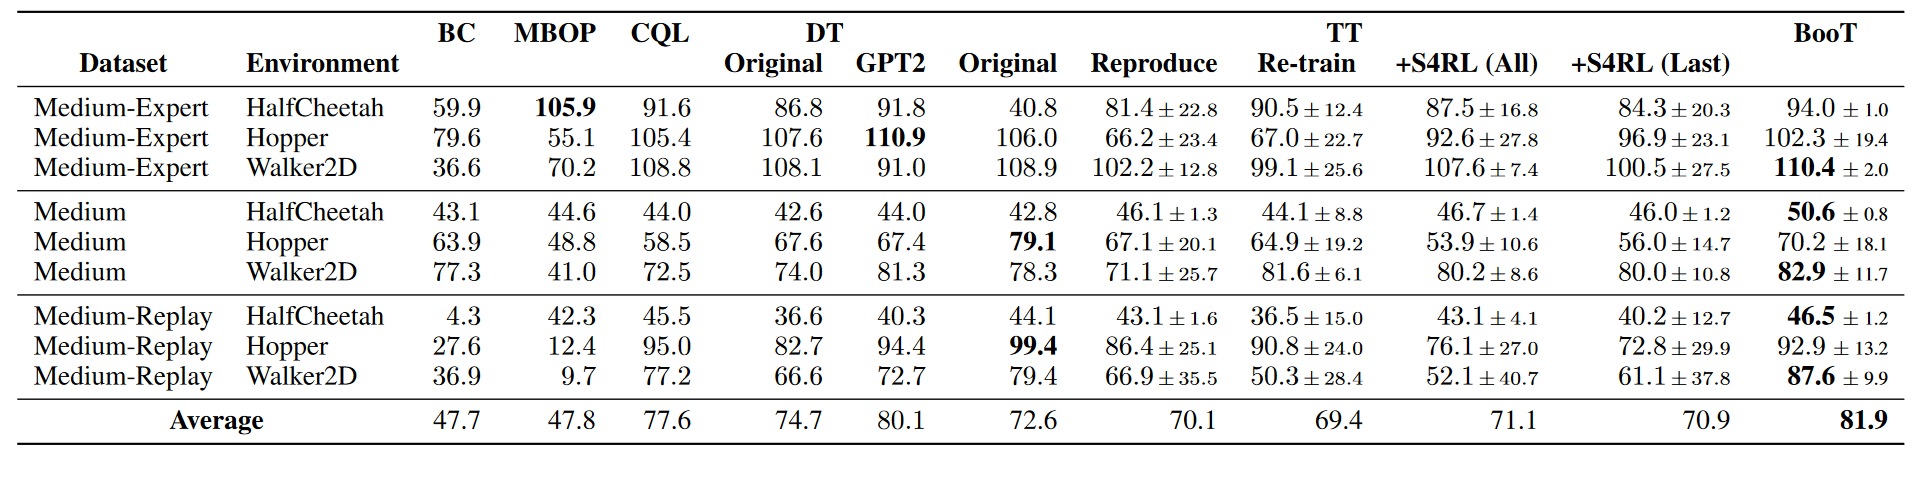 BC MBOP CQL DT TT BooT
Dataset Environment Original GPT2 Original Reproduce Re-train +S4RL (All) +S4RL (Last)
Medium-Expert HalfCheetah 59.9 105.9 91.6 86.8 91.8 40.8 81.4 ± 22.8 90.5 ± 12.4 87.5 ± 16.8 84.3 ± 20.3 94.0 ± 1.0
Medium-Expert Hopper 79.6 55.1 105.4 107.6 110.9 106.0 66.2 ± 23.4 67.0 ± 22.7 92.6 ± 27.8 96.9 ± 23.1 102.3 ± 19.4
Medium-Expert Walker2D 36.6 70.2 108.8 108.1 91.0 108.9 102.2 ± 12.8 99.1 ± 25.6 107.6 ± 7.4 100.5 ± 27.5 110.4 ± 2.0
Medium HalfCheetah 43.1 44.6 44.0 42.6 44.0 42.8 46.1 ± 1.3 44.1 ± 8.8 46.7 ± 1.4 46.0 ± 1.2 50.6 ± 0.8
Medium Hopper 63.9 48.8 58.5 67.6 67.4 79.1 67.1 ± 20.1 64.9 ± 19.2 53.9 ± 10.6 56.0 ± 14.7 70.2 ± 18.1
Medium Walker2D 77.3 41.0 72.5 74.0 81.3 78.3 71.1 ± 25.7 81.6 ± 6.1 80.2 ± 8.6 80.0 ± 10.8 82.9 ± 11.7
Medium-Replay HalfCheetah 4.3 42.3 45.5 36.6 40.3 44.1 43.1 ± 1.6 36.5 ± 15.0 43.1 ± 4.1 40.2 ± 12.7 46.5 ± 1.2
Medium-Replay Hopper 27.6 12.4 95.0 82.7 94.4 99.4 86.4 ± 25.1 90.8 ± 24.0 76.1 ± 27.0 72.8 ± 29.9 92.9 ± 13.2
Medium-Replay Walker2D 36.9 9.7 77.2 66.6 72.7 79.4 66.9 ± 35.5 50.3 ± 28.4 52.1 ± 40.7 61.1 ± 37.8 87.6 ± 9.9
Average 47.7 47.8 77.6 74.7 80.1 72.6 70.1 69.4 71.1 70.9 81.9